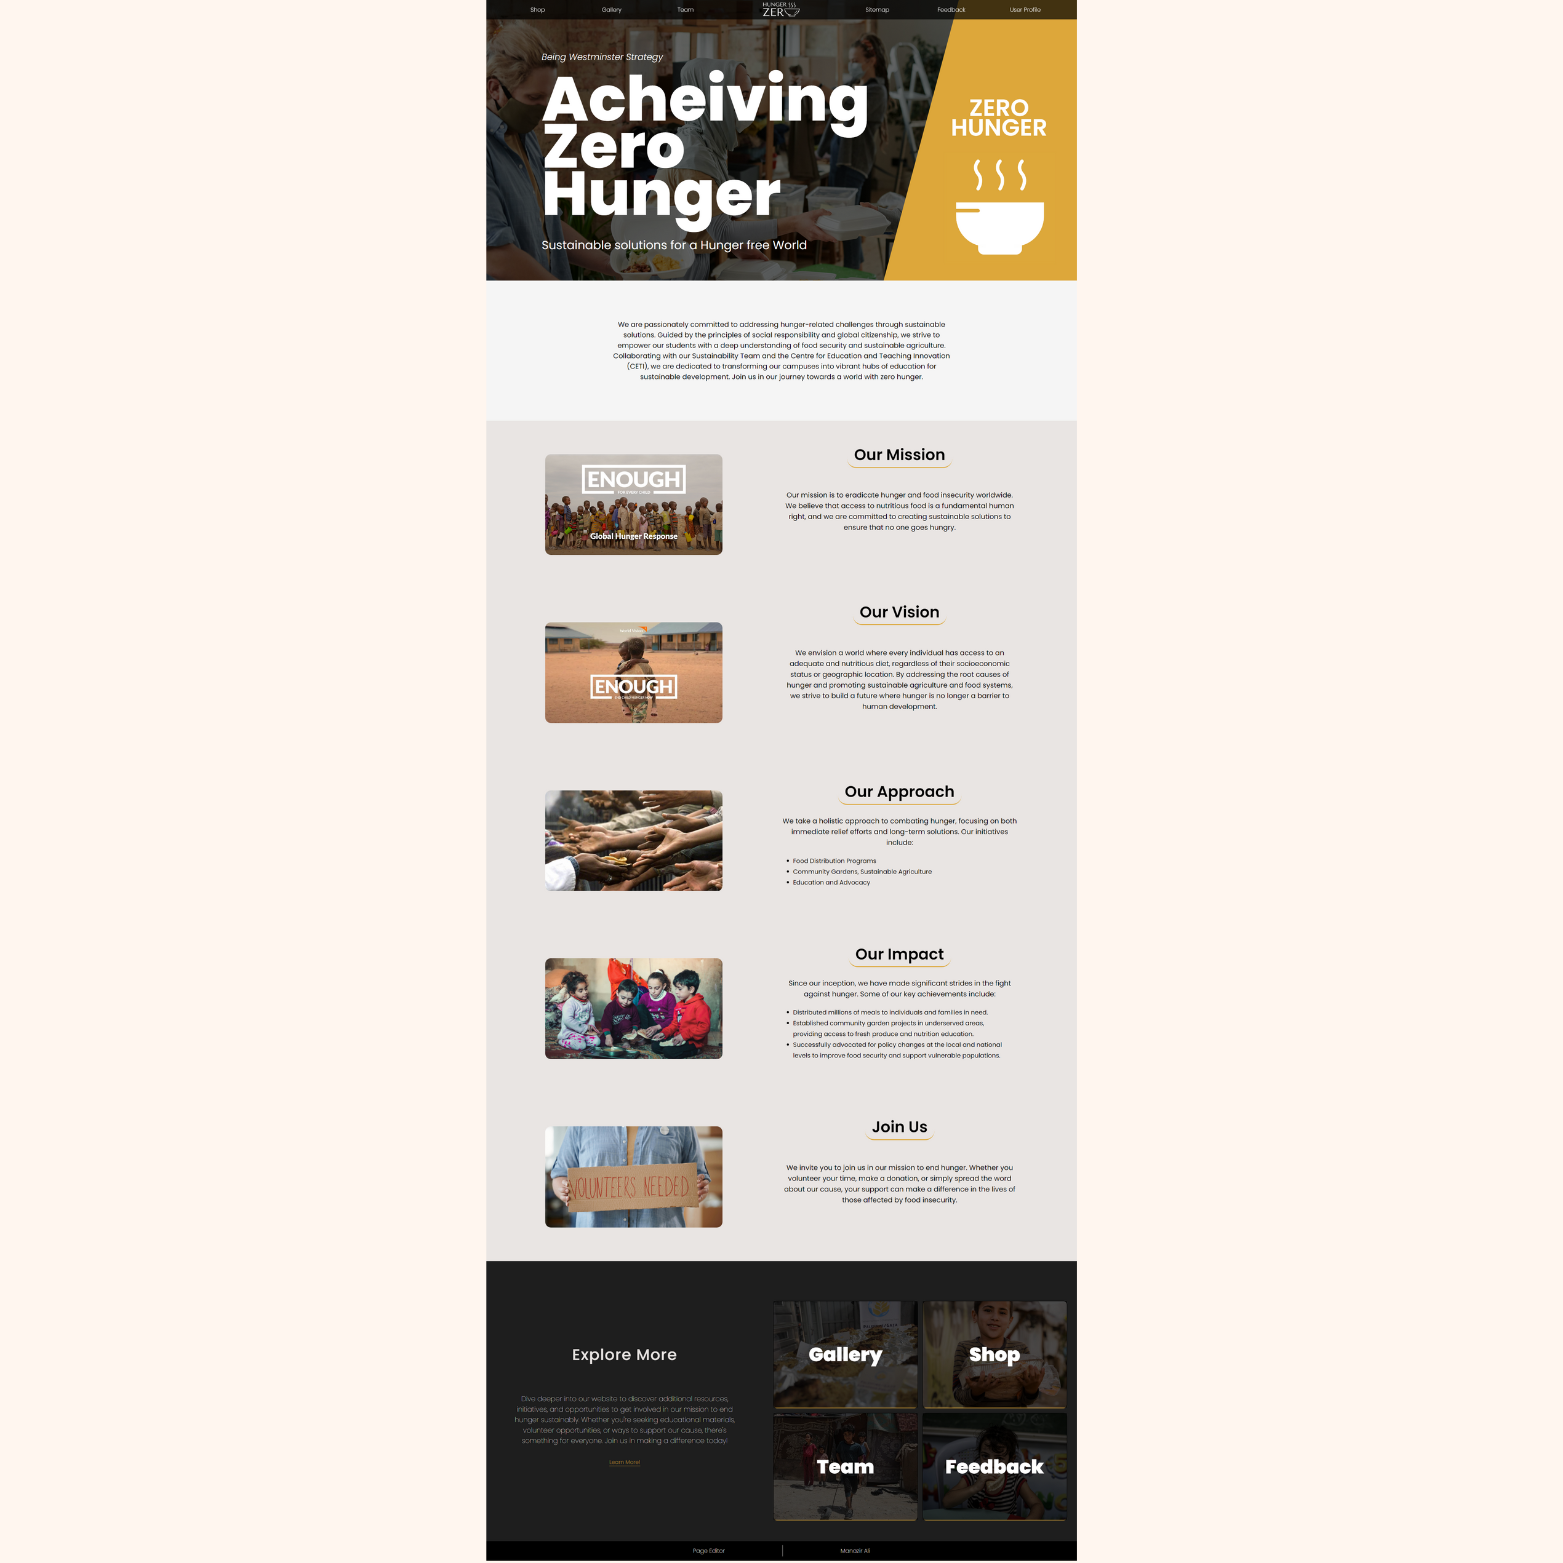 Shop
Gallery
Team
HUNGER
ZER
Sitemap
Feedback
User Profile
Being Westminster Strategy
Acheiving
Zero
Hunger
Sustainable solutions for a Hunger free World
ZERO
HUNGER
We are passionately committed to addressing hunger-related challenges through sustainable
solutions. Guided by the principles of social responsibility and global citizenship, we strive to
empower our students with a deep understanding of food security and sustainable agriculture.
Collaborating with our Sustainability Team and the Centre for Education and Teaching Innovation
(CETI), we are dedicated to transforming our campuses into vibrant hubs of education for
sustainable development. Join us in our journey towards a world with zero hunger.
ENOUGH
FOR EVERY CHILD
Global Hunger Response
Our Mission
Our mission is to eradicate hunger and food insecurity worldwide.
We believe that access to nutritious food is a fundamental human
right, and we are committed to creating sustainable solutions to
ensure that no one goes hungry.
World Vision
ENOUGH
Our Vision
We envision a world where every individual has access to an
adequate and nutritious diet, regardless of their socioeconomic
status or geographic location. By addressing the root causes of
hunger and promoting sustainable agriculture and food systems,
we strive to build a future where hunger is no longer a barrier to
human development.
Our Approach
We take a holistic approach to combating hunger, focusing on both
immediate relief efforts and long-term solutions. Our initiatives
include:
Food Distribution Programs
Community Gardens, Sustainable Agriculture
Education and Advocacy
Our Impact
Since our inception, we have made significant strides in the fight
against hunger. Some of our key achievements include:
Distributed millions of meals to individuals and families in need.
Established community garden projects in underserved areas,
providing access to fresh produce and nutrition education.
Successfully advocated for policy changes at the local and national
levels to improve food security and support vulnerable populations.
VOLUNTEERS NEEDED
Join Us
We invite you to join us in our mission to end hunger. Whether you
volunteer your time, make a donation, or simply spread the word
about our cause, your support can make a difference in the lives of
those affected by food insecurity.
Explore More
Dive deeper into our website to discover additional resources,
initiatives, and opportunities to get involved in our mission to end
hunger sustainably. Whether you're seeking educational materials,
volunteer opportunities, or ways to support our cause, there's
something for everyone. Join us in making a difference today!
Learn More!
Gallery
Shop
Team
Feedback
Page Editor
Manazir Ali